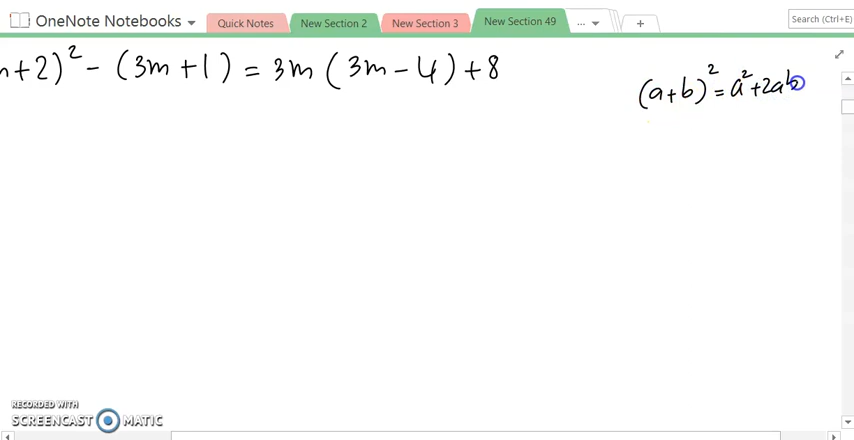 OneNote Notebooks
Quick Notes
New Section 2
New Section 3
New Section 49
...
+
Search (Ctrl+E)
+2)² - (3m+1) = 3m (3m-4) + 8
(a+b)² = a² + 2ab
RECORDED WITH
SCREENCAST MATIC